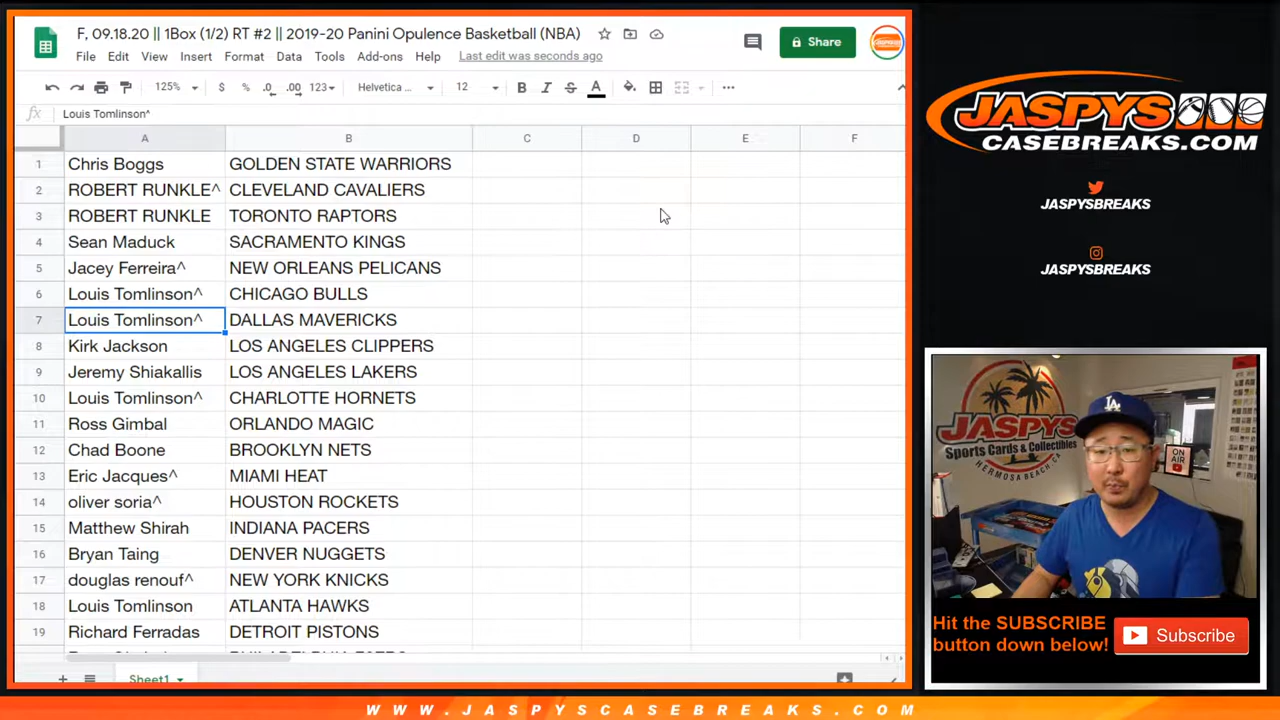 F, 09.18.20 || 1Box (1/2) RT #2 || 2019-20 Panini Opulence Basketball (NBA)
File Edit View Insert Format Data Tools Add-ons Help Last edit was seconds ago
Share
125% $ % .0 .00 123 Helvetica ... 12 B I S A
fx Louis Tomlinson^
A B C D E F
1 Chris Boggs GOLDEN STATE WARRIORS
2 ROBERT RUNKLE^ CLEVELAND CAVALIERS
3 ROBERT RUNKLE TORONTO RAPTORS
4 Sean Maduck SACRAMENTO KINGS
5 Jacey Ferreira^ NEW ORLEANS PELICANS
6 Louis Tomlinson^ CHICAGO BULLS
7 Louis Tomlinson^ DALLAS MAVERICKS
8 Kirk Jackson LOS ANGELES CLIPPERS
9 Jeremy Shiakallis LOS ANGELES LAKERS
10 Louis Tomlinson^ CHARLOTTE HORNETS
11 Ross Gimbal ORLANDO MAGIC
12 Chad Boone BROOKLYN NETS
13 Eric Jacques^ MIAMI HEAT
14 oliver soria^ HOUSTON ROCKETS
15 Matthew Shirah INDIANA PACERS
16 Bryan Taing DENVER NUGGETS
17 douglas renouf^ NEW YORK KNICKS
18 Louis Tomlinson ATLANTA HAWKS
19 Richard Ferradas DETROIT PISTONS
Sheet1
JASPYS
CASEBREAKS.COM
JASPYSBREAKS
JASPYSBREAKS
JASPYS
Sports Cards & Collectibles
HERMOSA BEACH, CA
ON
AIR
LA
Hit the SUBSCRIBE
button down below!
Subscribe
WWW.JASPYSCASEBREAKS.COM